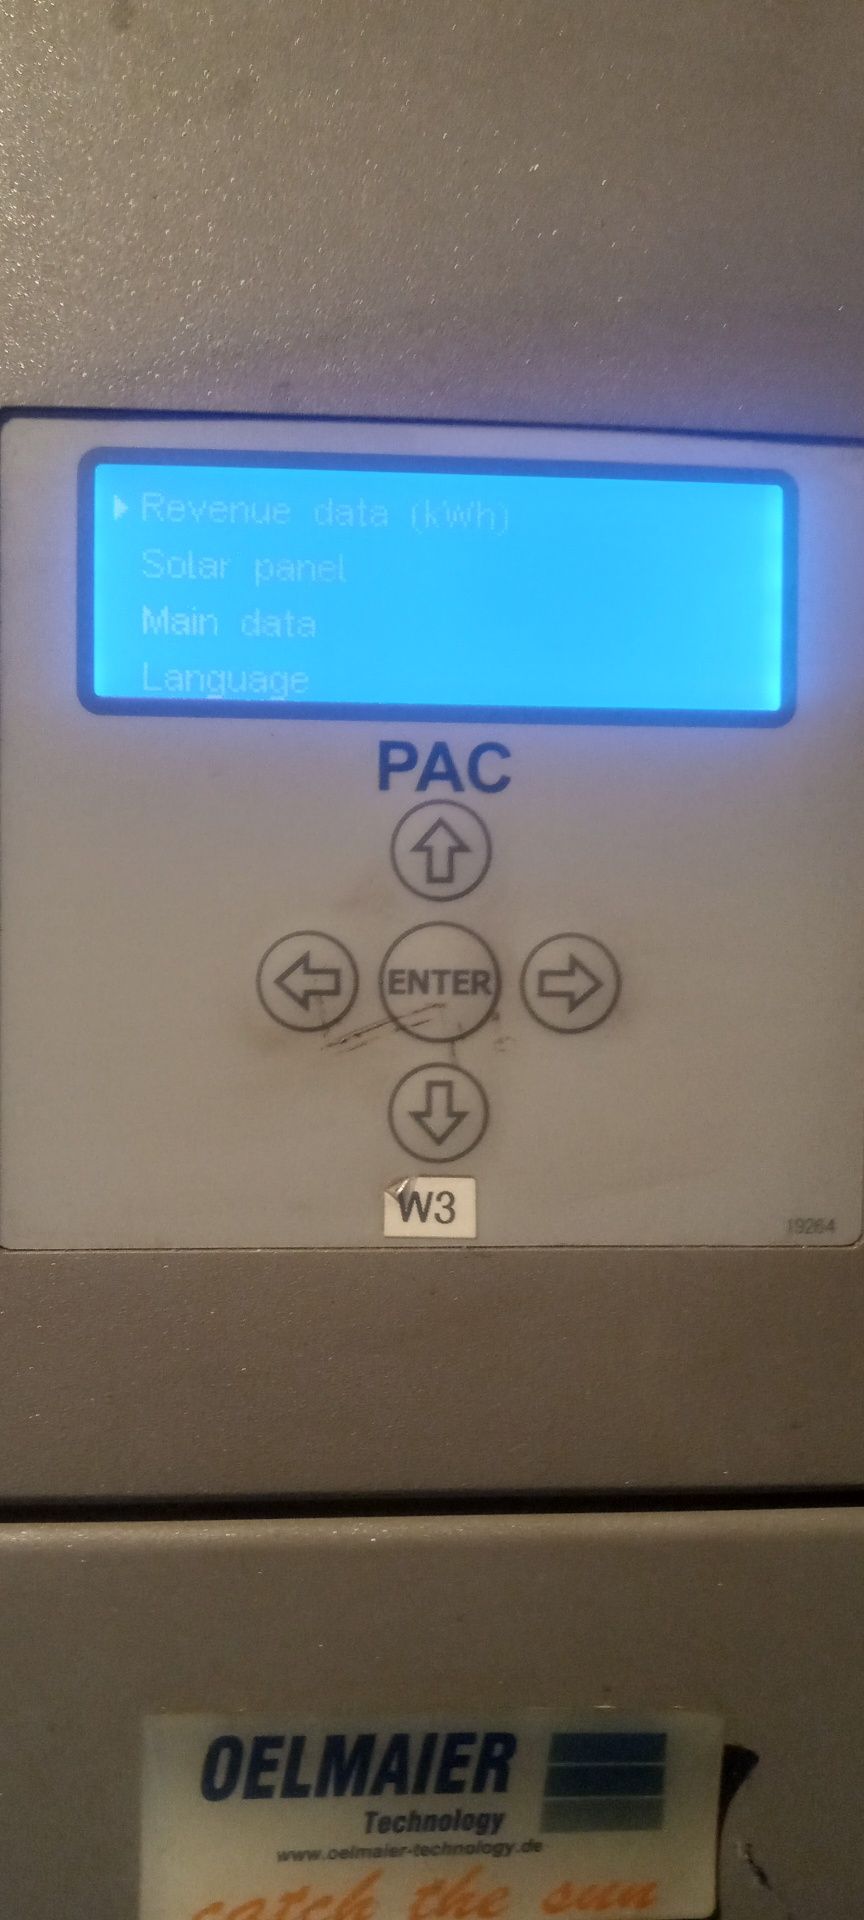 Revenue data (kWh)
Solar panel
Main data
Language
PAC
ENTER
W3
19264
OELMAIER
Technology
www.oelmaier-technology.de
catch the sun